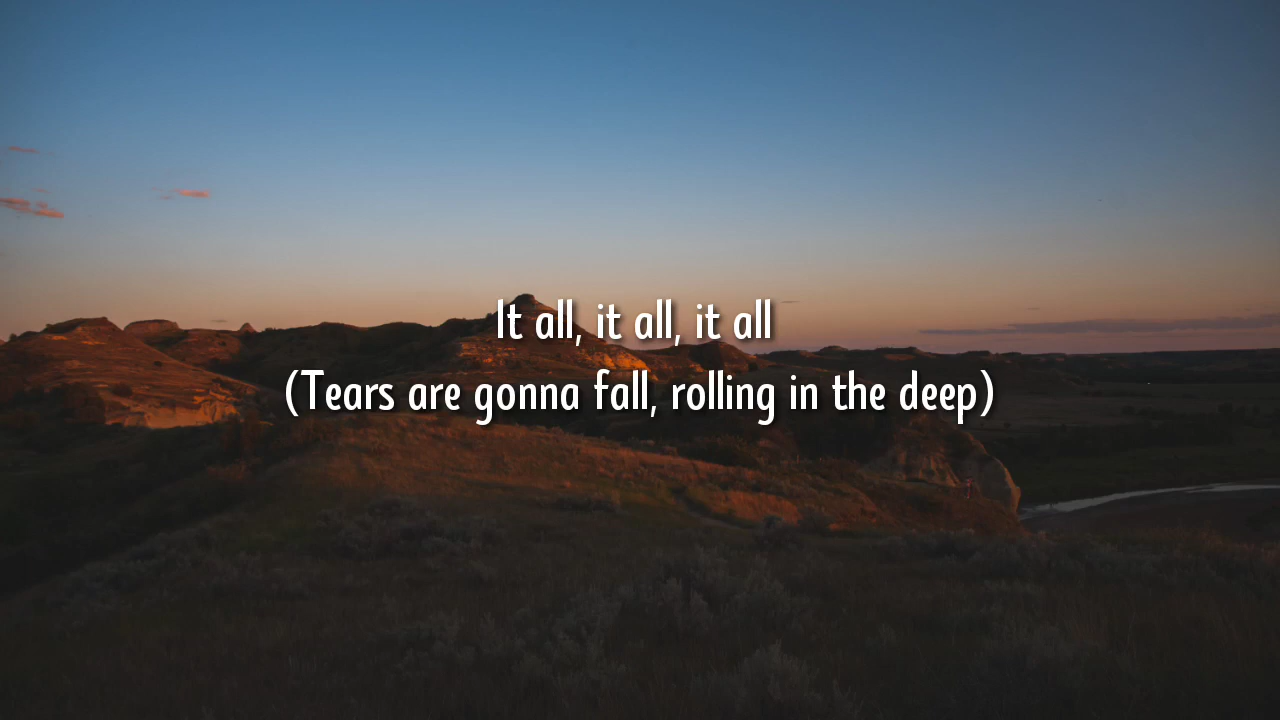 It all, it all, it all
(Tears are gonna fall, rolling in the deep)